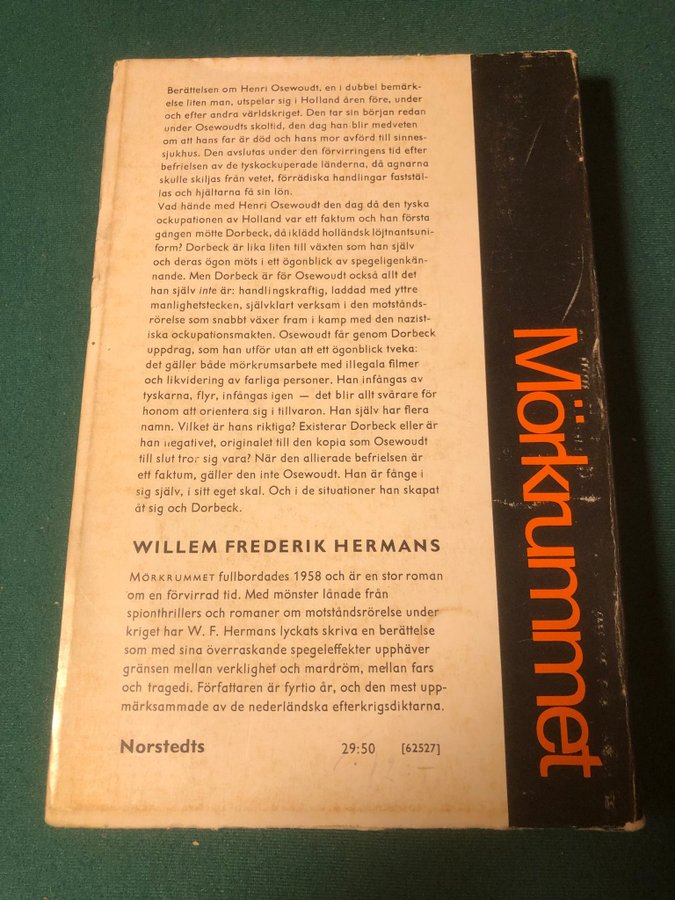 Berättelsen om Henri Osewoudt, en i dubbel bemärk-
else liten man, utspelar sig i Holland åren före, under
och efter andra världskriget. Den tar sin början redan
under Osewoudts skoltid, den dag han blir medveten
om att hans far är död och hans mor avförd till sinnes-
sjukhus. Den avslutas under den förvirringens tid efter
befrielsen av de tyskockuperade länderna, då agnarna
skulle skiljas från vetet, förrädiska handlingar faststäl-
las och hjältarna få sin lön.
Vad hände med Henri Osewoudt den dag då den tyska
ockupationen av Holland var ett faktum och han första
gången mötte Dorbeck, då iklädd holländsk löjtnantsuni-
form? Dorbeck är lika liten till växten som han själv
och deras ögon möts i ett ögonblick av spegeligenkän-
nande. Men Dorbeck är för Osewoudt också allt det
han själv inte är: handlingskraftig, laddad med yttre
manlighetstecken, självklart verksam i den motstånds-
rörelse som snabbt växer fram i kamp med den nazist-
iska ockupationsmakten. Osewoudt får genom Dorbeck
uppdrag, som han utför utan att ett ögonblick tveka:
det gäller både mörkrumsarbete med illegala filmer
och likvidering av farliga personer. Han infångas av
tyskarna, flyr, infångas igen — det blir allt svårare för
honom att orientera sig i tillvaron. Han själv har flera
namn. Vilket är hans riktiga? Existerar Dorbeck eller är
han negativet, originalet till den kopia som Osewoudt
till slut tror sig vara? När den allierade befrielsen är
ett faktum, gäller den inte Osewoudt. Han är fånge i
sig själv, i sitt eget skal. Och i de situationer han skapat
åt sig och Dorbeck.
WILLEM FREDERIK HERMANS
MÖRKRUMMET fullbordades 1958 och är en stor roman
om en förvirrad tid. Med mönster lånade från
spionthrillers och romaner om motståndsrörelse under
kriget har W. F. Hermans lyckats skriva en berättelse
som med sina överraskande spegeleffekter upphäver
gränsen mellan verklighet och mardröm, mellan fars
och tragedi. Författaren är fyrtio år, och den mest upp-
märksammade av de nederländska efterkrigsdiktarna.
Norstedts 29:50 [62527]
Mörkrummet